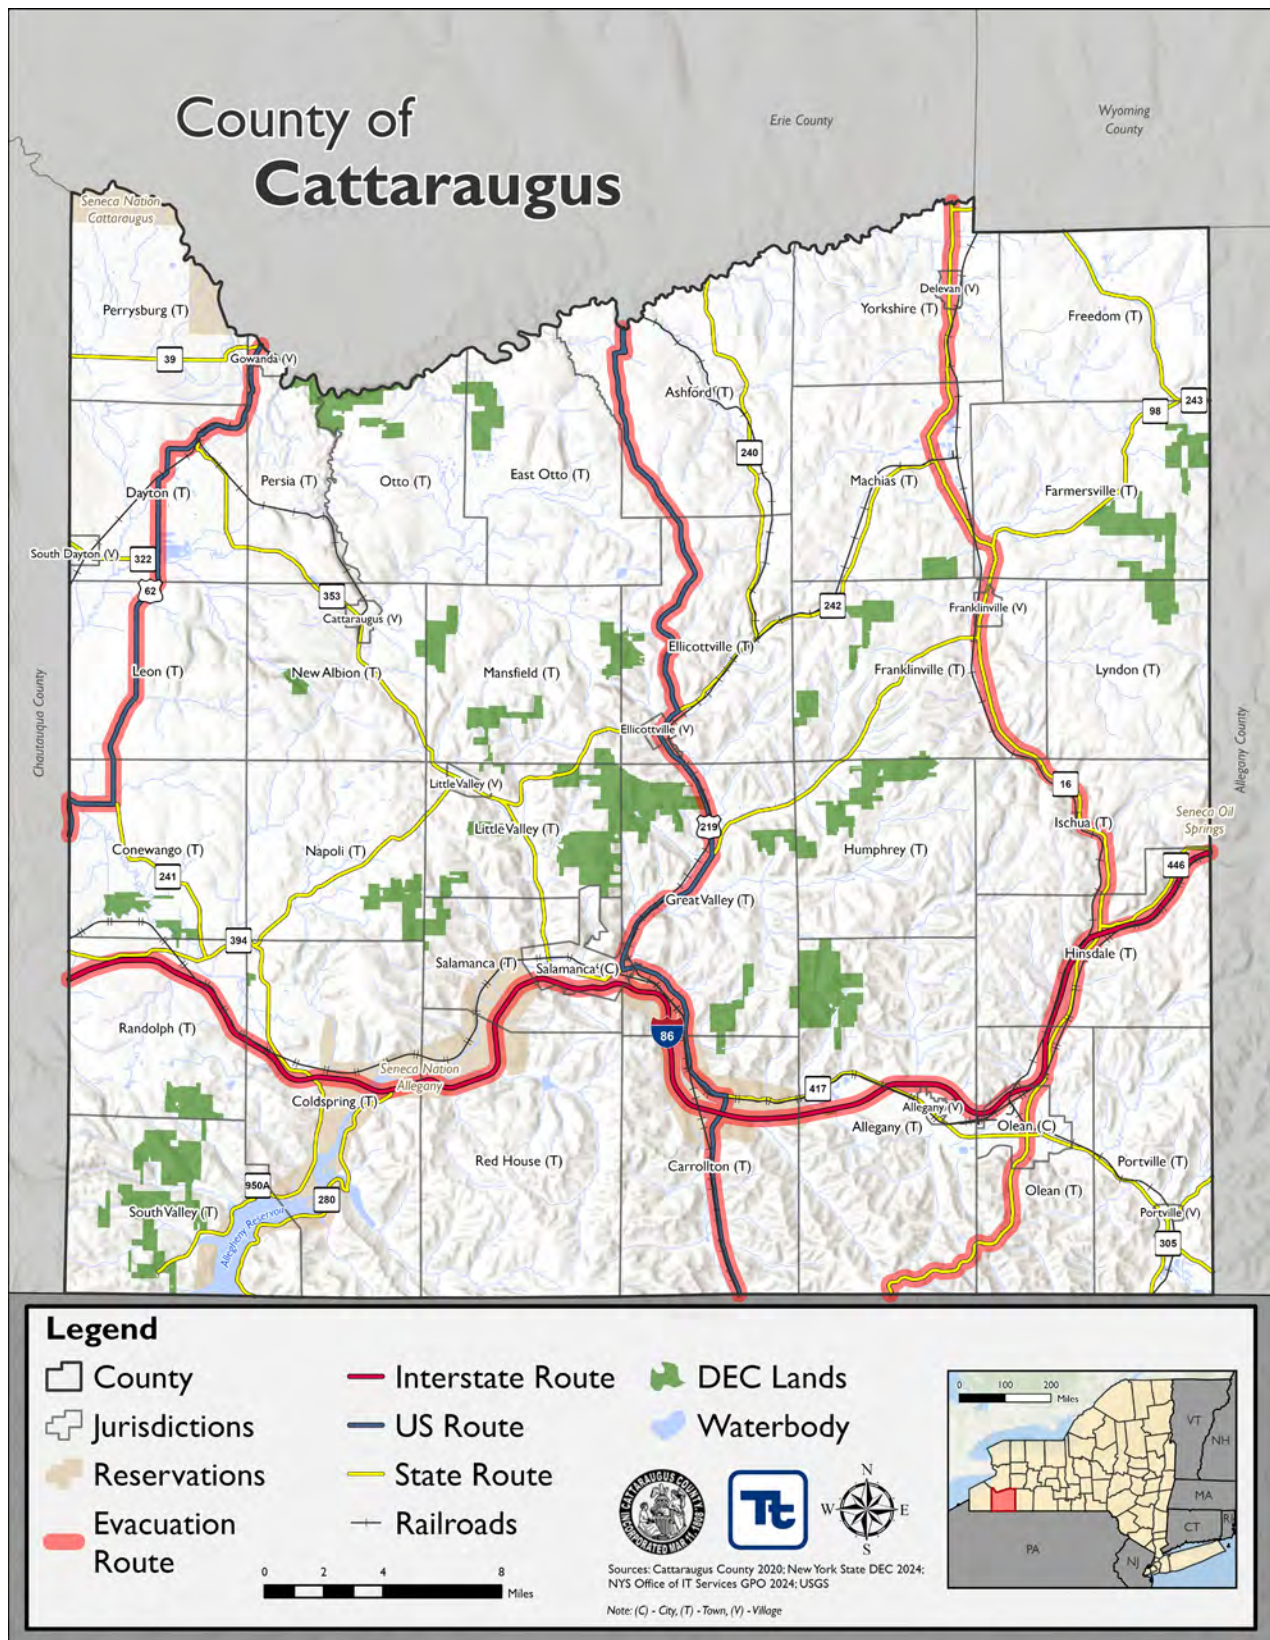 County of
Cattaraugus
Erie County
Wyoming
County
Seneca Nation
Cattaraugus
Perrysburg (T)
39
Gowanda (V)
Delevan (V)
Yorkshire (T)
Freedom (T)
Ashford (T)
98
243
240
Dayton (T)
Persia (T)
Otto (T)
East Otto (T)
Machias (T)
Farmersville (T)
South Dayton (V)
322
62
353
Cattaraugus (V)
242
Franklinville (V)
Ellicottville (T)
Leon (T)
New Albion (T)
Mansfield (T)
Franklinville (T)
Lyndon (T)
Chautauqua County
Allegany County
Ellicottville (V)
Little Valley (V)
16
Seneca Oil
Springs
Little Valley (T)
219
Ischua (T)
Conewango (T)
Napoli (T)
Humphrey (T)
446
241
Great Valley (T)
394
Hinsdale (T)
Salamanca (T)
Salamanca (C)
Randolph (T)
86
Seneca Nation
Allegany
417
Coldspring (T)
Allegany (V)
Allegany (T)
Olean (C)
Red House (T)
Carrollton (T)
Portville (T)
950A
280
Olean (T)
South Valley (T)
Portville (V)
Allegheny Reservoir
305
Legend
County
Jurisdictions
Reservations
Evacuation
Route
Interstate Route
US Route
State Route
Railroads
DEC Lands
Waterbody
0 2 4 8
Miles
CATTARAUGUS COUNTY,
INCORPORATED MAR. 11, 1808
Tt
N
W E
S
Sources: Cattaraugus County 2020; New York State DEC 2024;
NYS Office of IT Services GPO 2024; USGS
Note: (C) - City, (T) - Town, (V) - Village
0 100 200
Miles
VT
NH
MA
CT
RI
PA
NJ